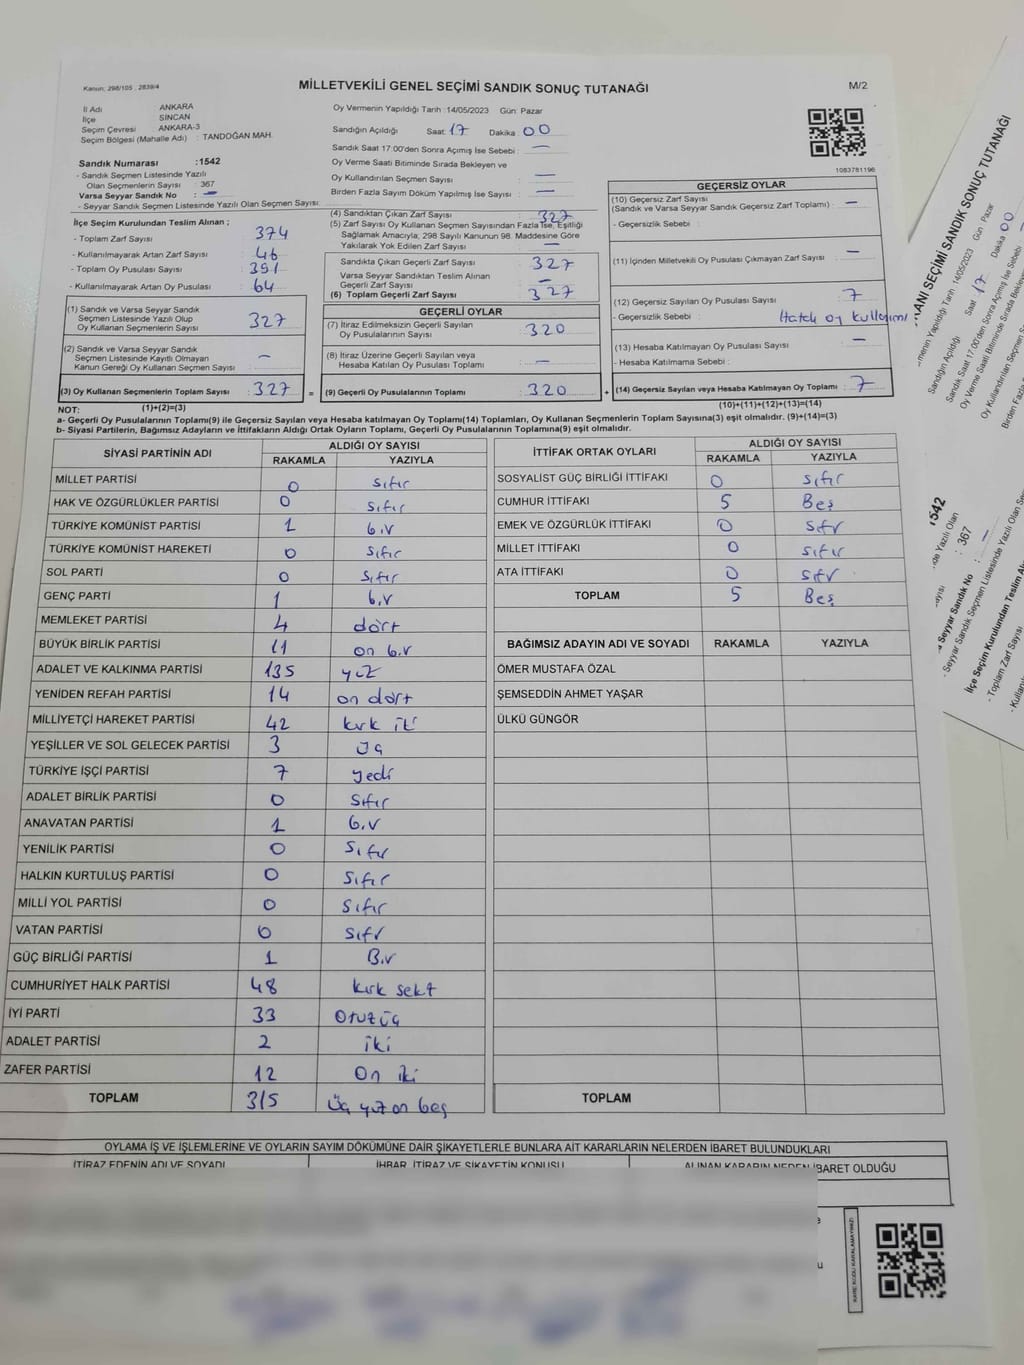 Kanun; 298/105 , 2839/4
MİLLETVEKİLİ GENEL SEÇİMİ SANDIK SONUÇ TUTANAĞI
M/2
İl Adı ANKARA
İlçe SİNCAN
Seçim Çevresi ANKARA-3
Seçim Bölgesi (Mahalle Adı) : TANDOĞAN MAH.
Sandık Numarası :1542
- Sandık Seçmen Listesinde Yazılı
Olan Seçmenlerin Sayısı : 367
Varsa Seyyar Sandık No : —
- Seyyar Sandık Seçmen Listesinde Yazılı Olan Seçmen Sayısı:
İlçe Seçim Kurulundan Teslim Alınan ;
- Toplam Zarf Sayısı : 374
- Kullanılmayarak Artan Zarf Sayısı : 46
- Toplam Oy Pusulası Sayısı : 391
- Kullanılmayarak Artan Oy Pusulası : 64
(1) Sandık ve Varsa Seyyar Sandık
Seçmen Listesinde Yazılı Olup
Oy Kullanan Seçmenlerin Sayısı : 327
(2) Sandık ve Varsa Seyyar Sandık
Seçmen Listesinde Kayıtlı Olmayan
Kanun Gereği Oy Kullanan Seçmen Sayısı : —
(3) Oy Kullanan Seçmenlerin Toplam Sayısı : 327
Oy Vermenin Yapıldığı Tarih :14/05/2023 Gün: Pazar
Sandığın Açıldığı Saat: 17 Dakika 00
Sandık Saat 17:00'den Sonra Açımış İse Sebebi : —
Oy Verme Saati Bitiminde Sırada Bekleyen ve
Oy Kullandırılan Seçmen Sayısı : —
Birden Fazla Sayım Döküm Yapılmış İse Sayısı : —
(4) Sandıktan Çıkan Zarf Sayısı : 327
(5) Zarf Sayısı Oy Kullanan Seçmen Sayısından Fazla İse, Eşitliği
Sağlamak Amacıyla; 298 Sayılı Kanunun 98. Maddesine Göre
Yakılarak Yok Edilen Zarf Sayısı : —
Sandıkta Çıkan Geçerli Zarf Sayısı : 327
Varsa Seyyar Sandıktan Teslim Alınan
Geçerli Zarf Sayısı : —
(6) Toplam Geçerli Zarf Sayısı : 327
GEÇERLİ OYLAR
(7) İtiraz Edilmeksizin Geçerli Sayılan
Oy Pusulalarının Sayısı : 320
(8) İtiraz Üzerine Geçerli Sayılan veya
Hesaba Katılan Oy Pusulaları Toplamı : —
= (9) Geçerli Oy Pusulalarının Toplamı : 320
1083781196
GEÇERSİZ OYLAR
(10) Geçersiz Zarf Sayısı
(Sandık ve Varsa Seyyar Sandık Geçersiz Zarf Toplamı) : —
- Geçersizlik Sebebi :
(11) İçinden Milletvekili Oy Pusulası Çıkmayan Zarf Sayısı : —
(12) Geçersiz Sayılan Oy Pusulası Sayısı : 7
- Geçersizlik Sebebi : Hatalı oy kullanımı
(13) Hesaba Katılmayan Oy Pusulası Sayısı : —
- Hesaba Katılmama Sebebi :
+ (14) Geçersiz Sayılan veya Hesaba Katılmayan Oy Toplamı : 7
NOT: (1)+(2)=(3) (10)+(11)+(12)+(13)=(14)
a- Geçerli Oy Pusulalarının Toplamı(9) ile Geçersiz Sayılan veya Hesaba katılmayan Oy Toplamı(14) Toplamları, Oy Kullanan Seçmenlerin Toplam Sayısına(3) eşit olmalıdır. (9)+(14)=(3)
b- Siyasi Partilerin, Bağımsız Adayların ve İttifakların Aldığı Ortak Oyların Toplamı, Geçerli Oy Pusulalarının Toplamına(9) eşit olmalıdır.
SİYASİ PARTİNİN ADI ALDIĞI OY SAYISI
RAKAMLA YAZIYLA
MİLLET PARTİSİ 0 sıfır
HAK VE ÖZGÜRLÜKLER PARTİSİ 0 sıfır
TÜRKİYE KOMÜNİST PARTİSİ 1 bir
TÜRKİYE KOMÜNİST HAREKETİ 0 sıfır
SOL PARTİ 0 sıfır
GENÇ PARTİ 1 bir
MEMLEKET PARTİSİ 4 dört
BÜYÜK BİRLİK PARTİSİ 11 on bir
ADALET VE KALKINMA PARTİSİ 135 yüz
YENİDEN REFAH PARTİSİ 14 on dört
MİLLİYETÇİ HAREKET PARTİSİ 42 kırk iki
YEŞİLLER VE SOL GELECEK PARTİSİ 3 üç
TÜRKİYE İŞÇİ PARTİSİ 7 yedi
ADALET BİRLİK PARTİSİ 0 sıfır
ANAVATAN PARTİSİ 1 bir
YENİLİK PARTİSİ 0 sıfır
HALKIN KURTULUŞ PARTİSİ 0 sıfır
MİLLİ YOL PARTİSİ 0 sıfır
VATAN PARTİSİ 0 sıfır
GÜÇ BİRLİĞİ PARTİSİ 1 Bir
CUMHURİYET HALK PARTİSİ 48 kırk sekiz
İYİ PARTİ 33 Otuz üç
ADALET PARTİSİ 2 iki
ZAFER PARTİSİ 12 On iki
TOPLAM 315 Üç yüz on beş
İTTİFAK ORTAK OYLARI ALDIĞI OY SAYISI
RAKAMLA YAZIYLA
SOSYALİST GÜÇ BİRLİĞİ İTTİFAKI 0 sıfır
CUMHUR İTTİFAKI 5 Beş
EMEK VE ÖZGÜRLÜK İTTİFAKI 0 sıfır
MİLLET İTTİFAKI 0 sıfır
ATA İTTİFAKI 0 sıfır
TOPLAM 5 Beş
BAĞIMSIZ ADAYIN ADI VE SOYADI RAKAMLA YAZIYLA
ÖMER MUSTAFA ÖZAL
ŞEMSEDDİN AHMET YAŞAR
ÜLKÜ GÜNGÖR
TOPLAM
OYLAMA İŞ VE İŞLEMLERİNE VE OYLARIN SAYIM DÖKÜMÜNE DAİR ŞİKAYETLERLE BUNLARA AİT KARARLARIN NELERDEN İBARET BULUNDUKLARI
İTİRAZ EDENİN ADI VE SOYADI İHBAR, İTİRAZ VE ŞİKAYETİN KONUSU ALINAN KARARIN NEDEN İBARET OLDUĞU
KARE KODU KARALAMAYINIZ!
ANI SEÇİMİ SANDIK SONUÇ TUTANAĞI
menin Yapıldığı Tarih :14/05/2023 Gün : Pazar
Sandığın Açıldığı Saat 17 Dakika 00
Sandık Saat 17:00'den Sonra Açımış İse Sebebi
Oy Verme Saati Bitiminde Sırada Bekleyen ve
Oy Kullandırılan Seçmen Sayısı
Birden Fazla
1542
: 367
Seyyar Sandık No : —
- Seyyar Sandık Seçmen Listesinde Yazılı Olan
İlçe Seçim Kurulundan Teslim
- Toplam Zarf Sayısı